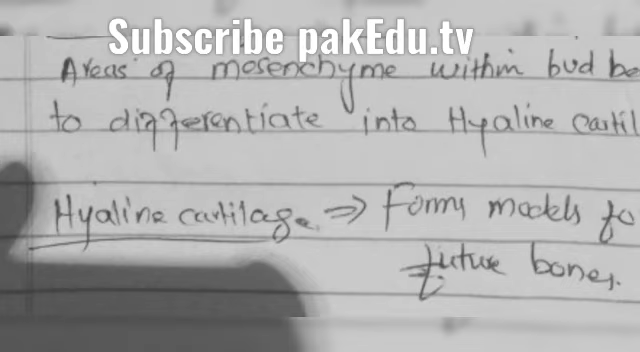 Subscribe pakEdu.tv
Areas of mesenchyme within bud be
to differentiate into Hyaline cartil
Hyaline cartilage ⇒ Forms models fo
future bones.